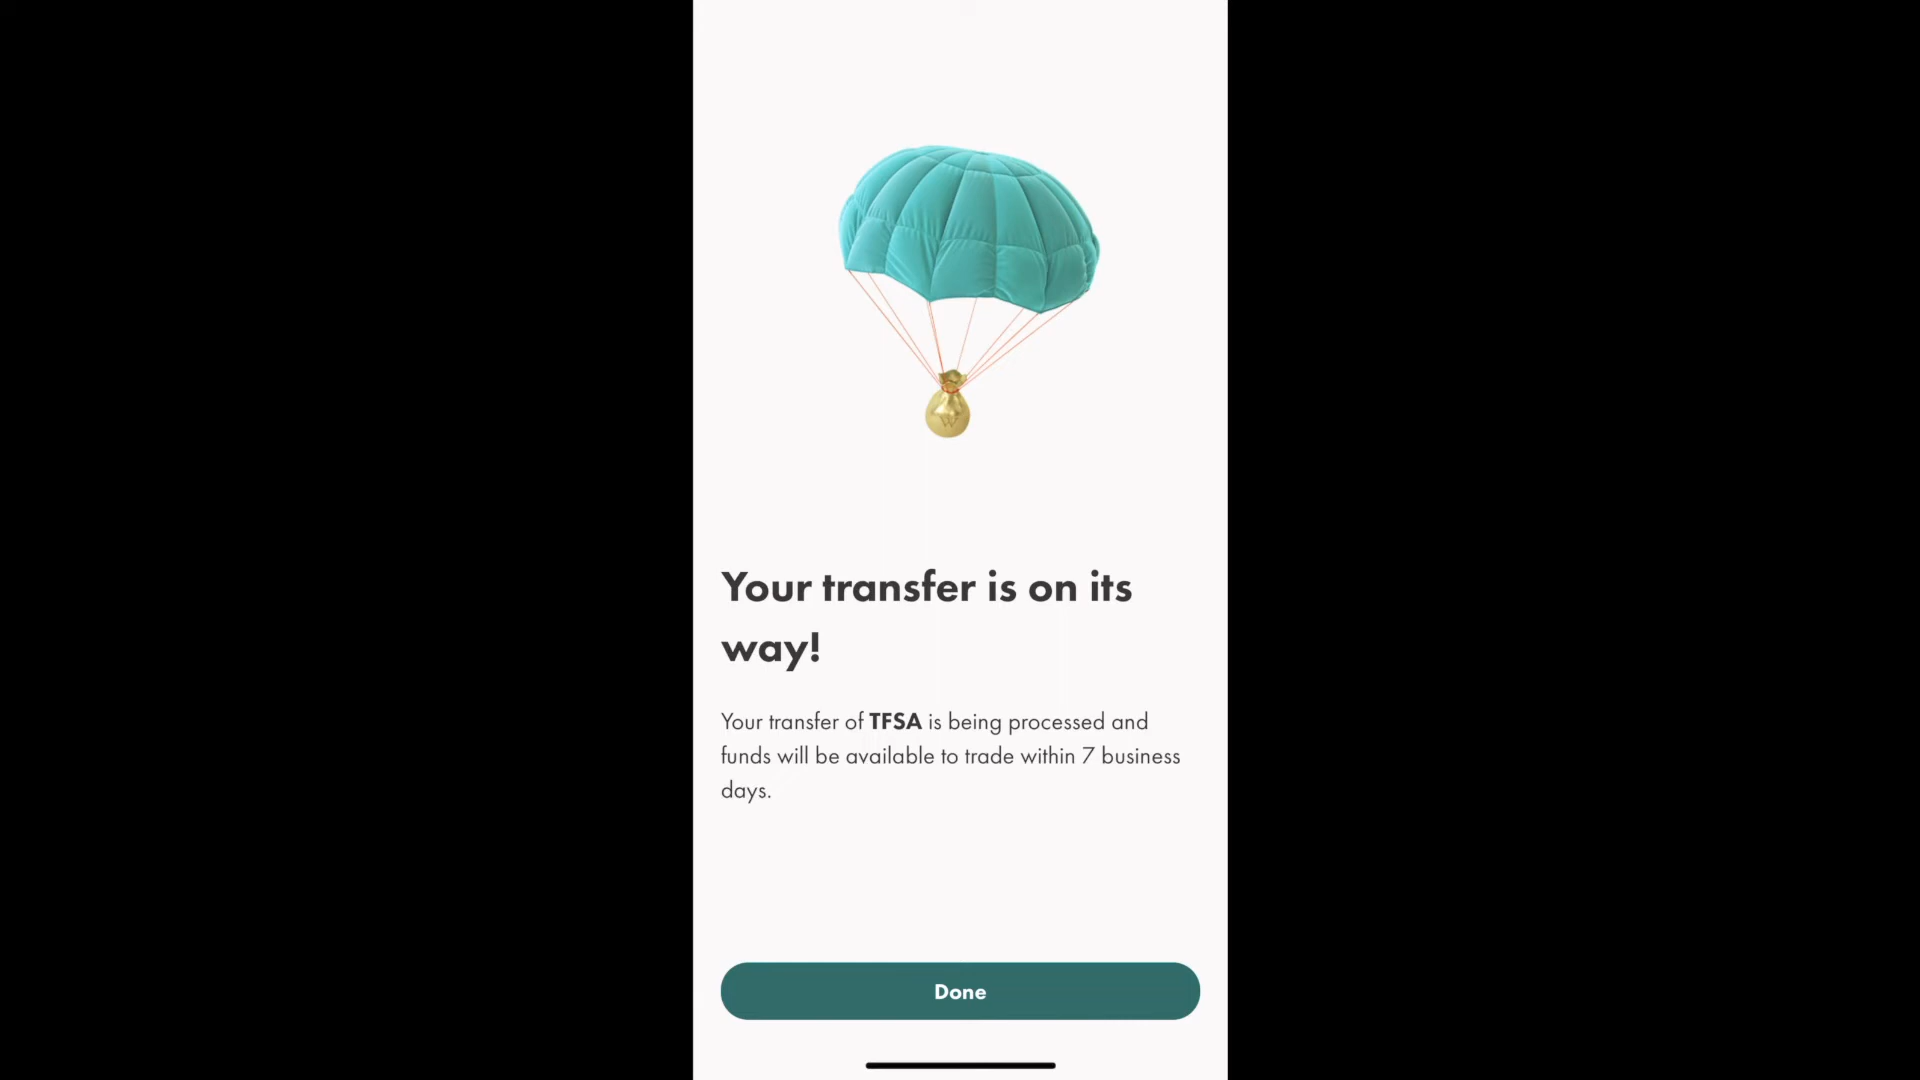 W
Your transfer is on its
way!
Your transfer of TFSA is being processed and
funds will be available to trade within 7 business
days.
Done